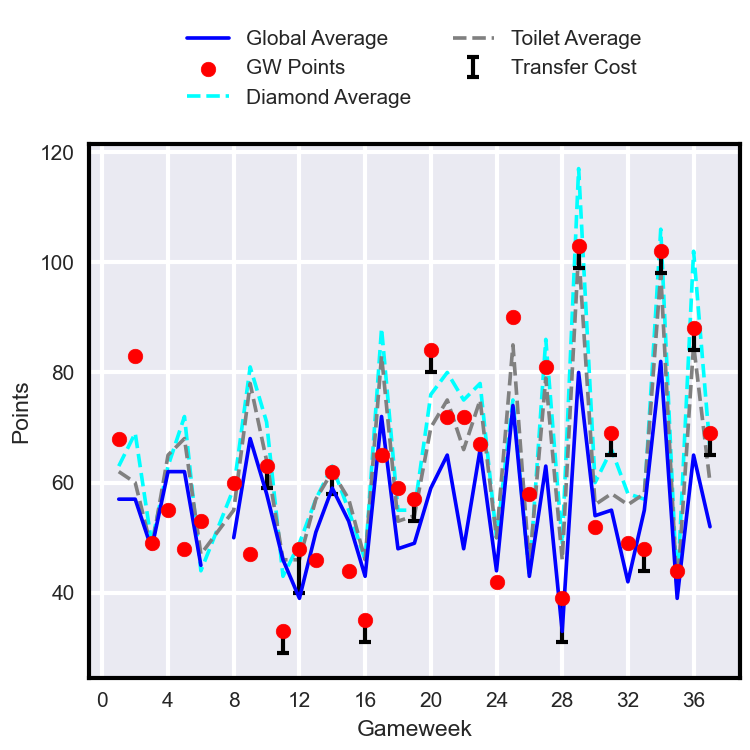 Global Average
GW Points
Diamond Average
Toilet Average
Transfer Cost
120
100
80
60
40
Points
0 4 8 12 16 20 24 28 32 36
Gameweek